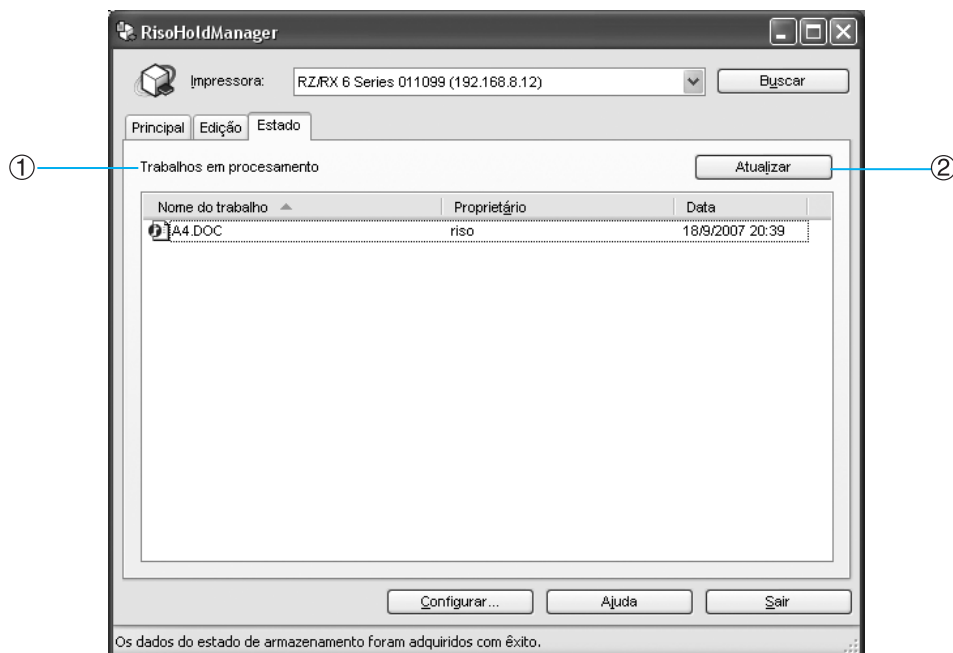 RisoHoldManager
Impressora: RZ/RX 6 Series 011099 (192.168.8.12) Buscar
Principal Edição Estado
① Trabalhos em procesamento Atualizar ②
Nome do trabalho Proprietário Data
A4.DOC riso 18/9/2007 20:39
Configurar... Ajuda Sair
Os dados do estado de armazenamento foram adquiridos com êxito.